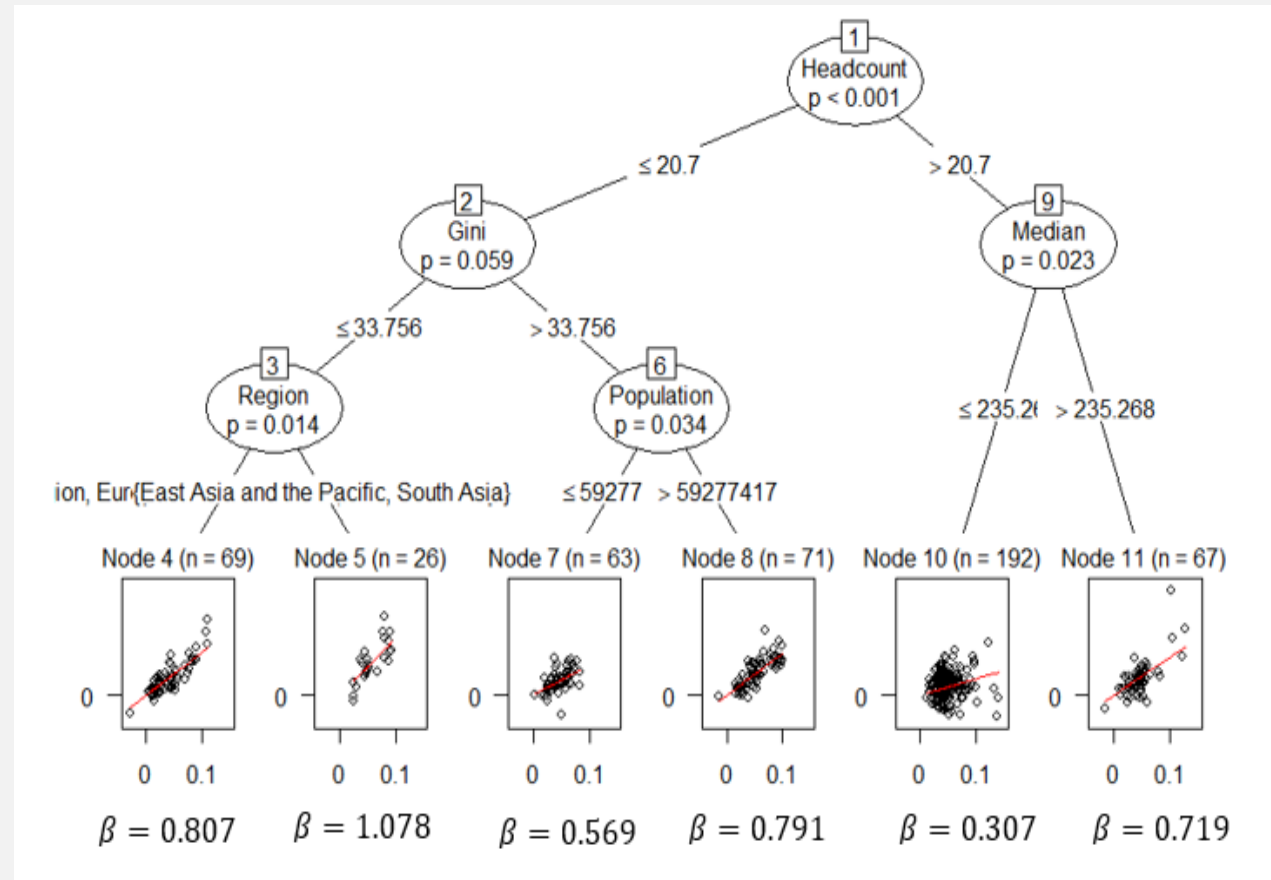 1
Headcount
p < 0.001
≤ 20.7
> 20.7
2
Gini
p = 0.059
9
Median
p = 0.023
≤ 33.756
> 33.756
3
Region
p = 0.014
6
Population
p = 0.034
≤ 235.26
> 235.268
ion, Eur{East Asia and the Pacific, South Asia}
≤ 59277
> 59277417
Node 4 (n = 69)
Node 5 (n = 26)
Node 7 (n = 63)
Node 8 (n = 71)
Node 10 (n = 192)
Node 11 (n = 67)
0
0
0
0
0
0
0 0.1
0 0.1
0 0.1
0 0.1
0 0.1
0 0.1
β = 0.807
β = 1.078
β = 0.569
β = 0.791
β = 0.307
β = 0.719